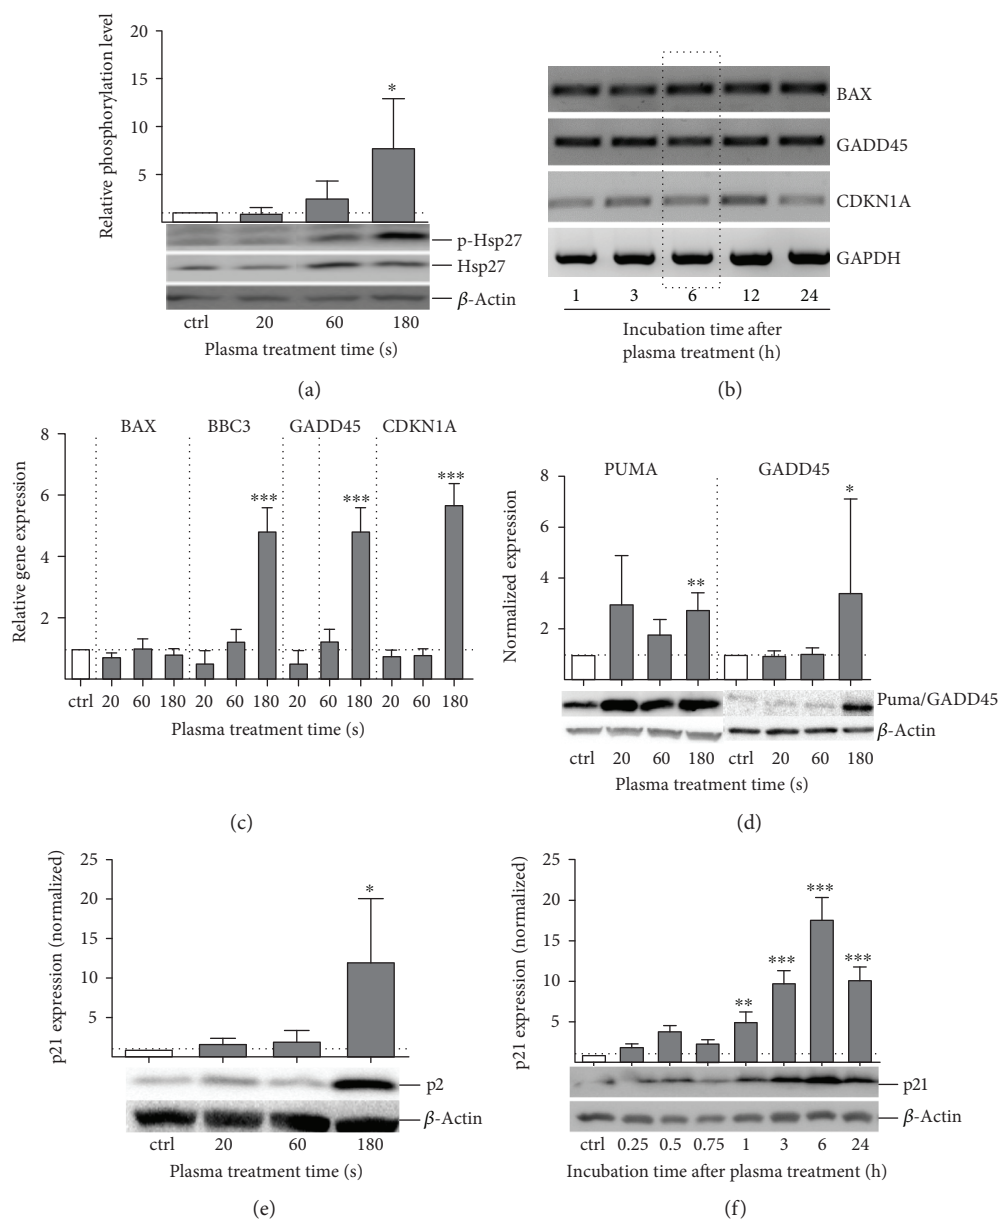 Relative phosphorylation level
20
15
10
5
*
p-Hsp27
Hsp27
β-Actin
ctrl 20 60 180
Plasma treatment time (s)
(a)
BAX
GADD45
CDKN1A
GAPDH
1 3 6 12 24
Incubation time after
plasma treatment (h)
(b)
Relative gene expression
8
6
4
2
BAX BBC3 GADD45 CDKN1A
*** *** ***
ctrl 20 60 180 20 60 180 20 60 180 20 60 180
Plasma treatment time (s)
(c)
Normalized expression
8
6
4
2
PUMA GADD45
** *
Puma/GADD45
β-Actin
ctrl 20 60 180 ctrl 20 60 180
Plasma treatment time (s)
(d)
p21 expression (normalized)
25
20
15
10
5
*
p2
β-Actin
ctrl 20 60 180
Plasma treatment time (s)
(e)
p21 expression (normalized)
25
20
15
10
5
** *** *** ***
p21
β-Actin
ctrl 0.25 0.5 0.75 1 3 6 24
Incubation time after plasma treatment (h)
(f)